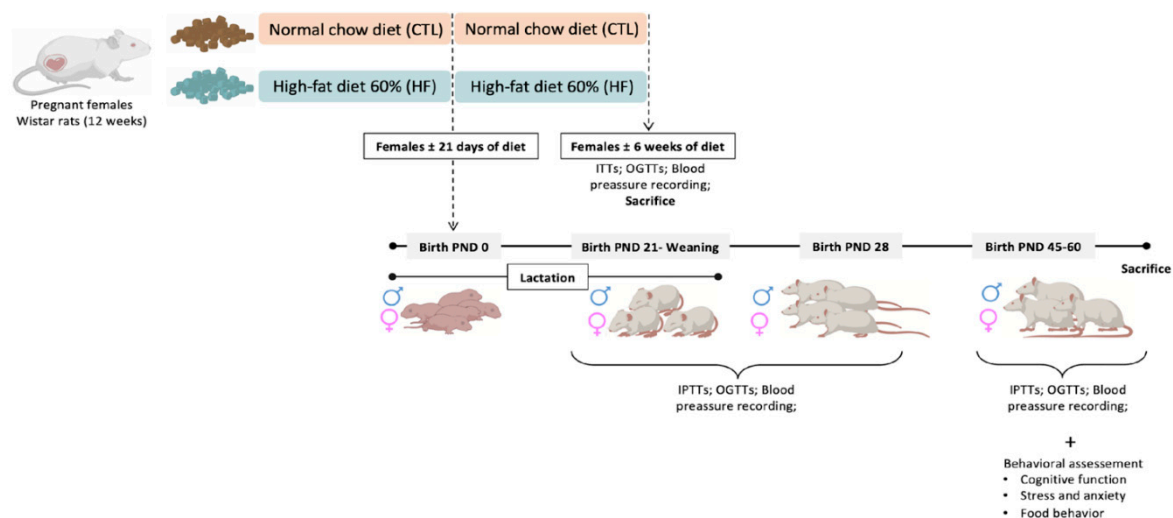 Normal chow diet (CTL)
Normal chow diet (CTL)
High-fat diet 60% (HF)
High-fat diet 60% (HF)
Pregnant females
Wistar rats (12 weeks)
Females ± 21 days of diet
Females ± 6 weeks of diet
ITTs; OGTTs; Blood
preassure recording;
Sacrifice
Birth PND 0
Birth PND 21- Weaning
Birth PND 28
Birth PND 45-60
Sacrifice
Lactation
♂
♀
♂
♀
♂
♀
♂
♀
IPTTs; OGTTs; Blood
preassure recording;
IPTTs; OGTTs; Blood
preassure recording;
+
Behavioral assessement
• Cognitive function
• Stress and anxiety
• Food behavior